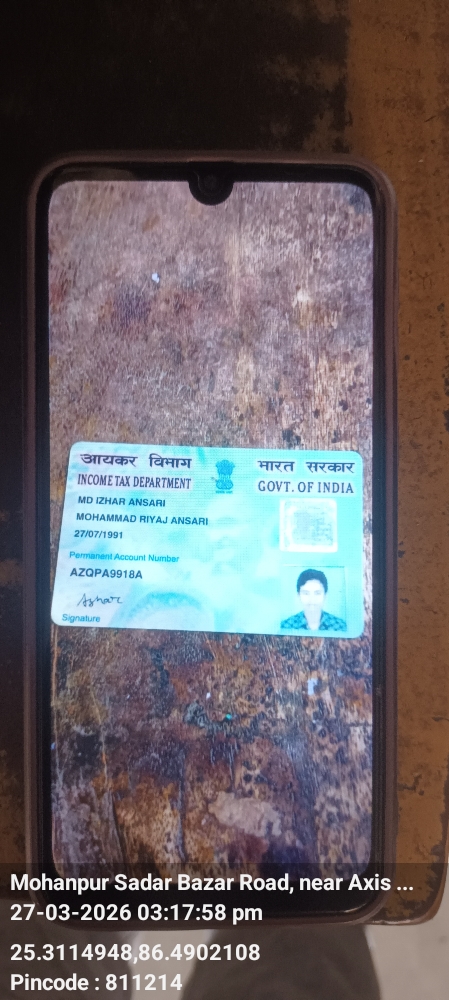 आयकर विभाग
भारत सरकार
INCOME TAX DEPARTMENT
GOVT. OF INDIA
MD IZHAR ANSARI
MOHAMMAD RIYAJ ANSARI
27/07/1991
Permanent Account Number
AZQPA9918A
Signature
Mohanpur Sadar Bazar Road, near Axis ...
27-03-2026 03:17:58 pm
25.3114948,86.4902108
Pincode : 811214